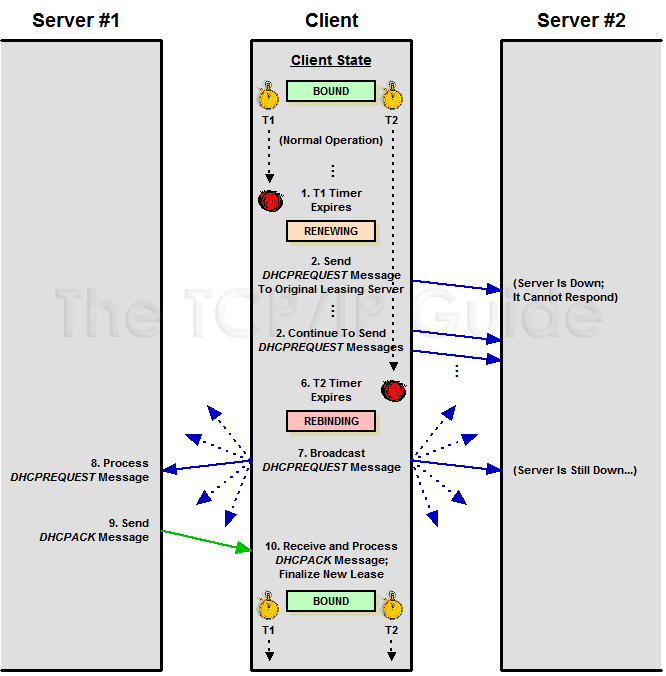 Server #1
Client
Server #2
Client State
BOUND
T1
T2
(Normal Operation)
1. T1 Timer
Expires
RENEWING
2. Send
DHCPREQUEST Message
To Original Leasing Server
(Server Is Down;
It Cannot Respond)
The TCP/IP Guide
2. Continue To Send
DHCPREQUEST Messages
6. T2 Timer
Expires
REBINDING
7. Broadcast
DHCPREQUEST Message
8. Process
DHCPREQUEST Message
(Server Is Still Down...)
9. Send
DHCPACK Message
10. Receive and Process
DHCPACK Message;
Finalize New Lease
BOUND
T1
T2